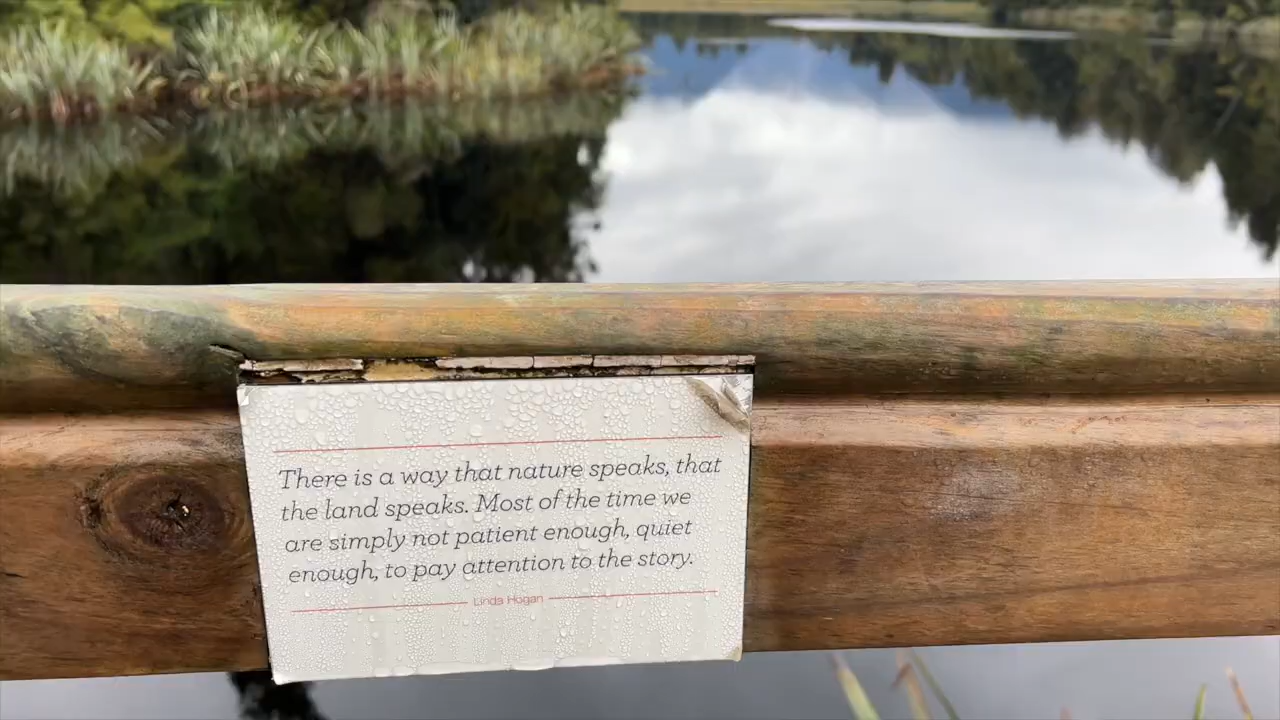 There is a way that nature speaks, that
the land speaks. Most of the time we
are simply not patient enough, quiet
enough, to pay attention to the story.
Linda Hogan